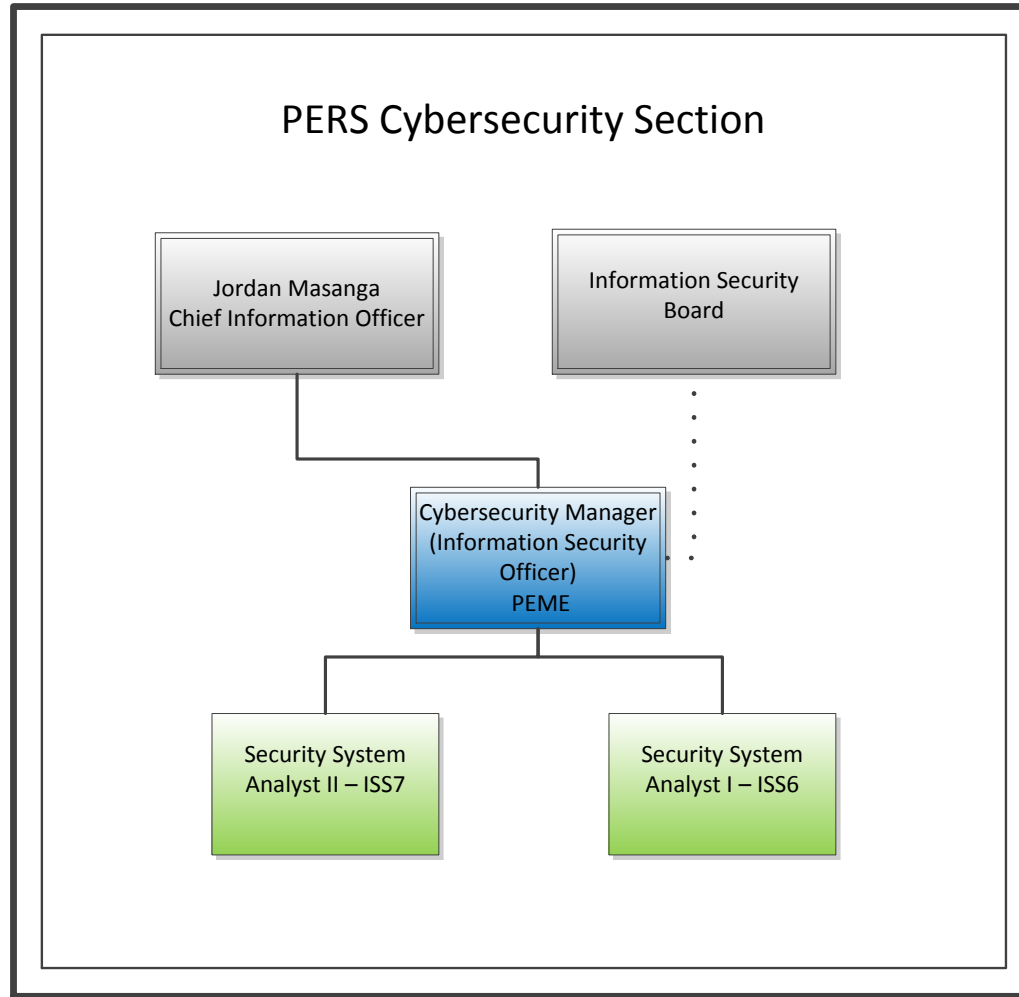 PERS Cybersecurity Section
Jordan Masanga
Chief Information Officer
Information Security
Board
Cybersecurity Manager
(Information Security
Officer)
PEME
Security System
Analyst II – ISS7
Security System
Analyst I – ISS6